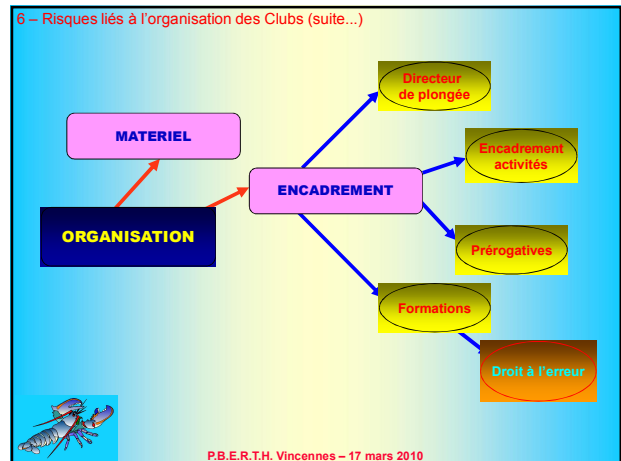 6 – Risques liés à l'organisation des Clubs (suite...)
Directeur
de plongée
MATERIEL
Encadrement
activités
ENCADREMENT
ORGANISATION
Prérogatives
Formations
Droit à l'erreur
P.B.E.R.T.H. Vincennes – 17 mars 2010